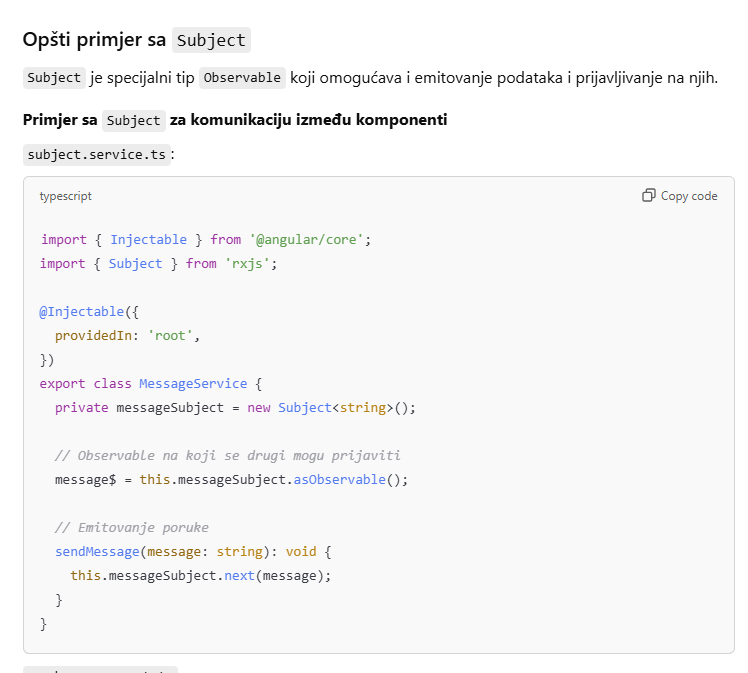 Opšti primjer sa Subject
Subject je specijalni tip Observable koji omogućava i emitovanje podataka i prijavljivanje na njih.
Primjer sa Subject za komunikaciju između komponenti
subject.service.ts:
typescript
Copy code
import { Injectable } from '@angular/core';
import { Subject } from 'rxjs';
@Injectable({
  providedIn: 'root',
})
export class MessageService {
  private messageSubject = new Subject<string>();
  // Observable na koji se drugi mogu prijaviti
  message$ = this.messageSubject.asObservable();
  // Emitovanje poruke
  sendMessage(message: string): void {
    this.messageSubject.next(message);
  }
}